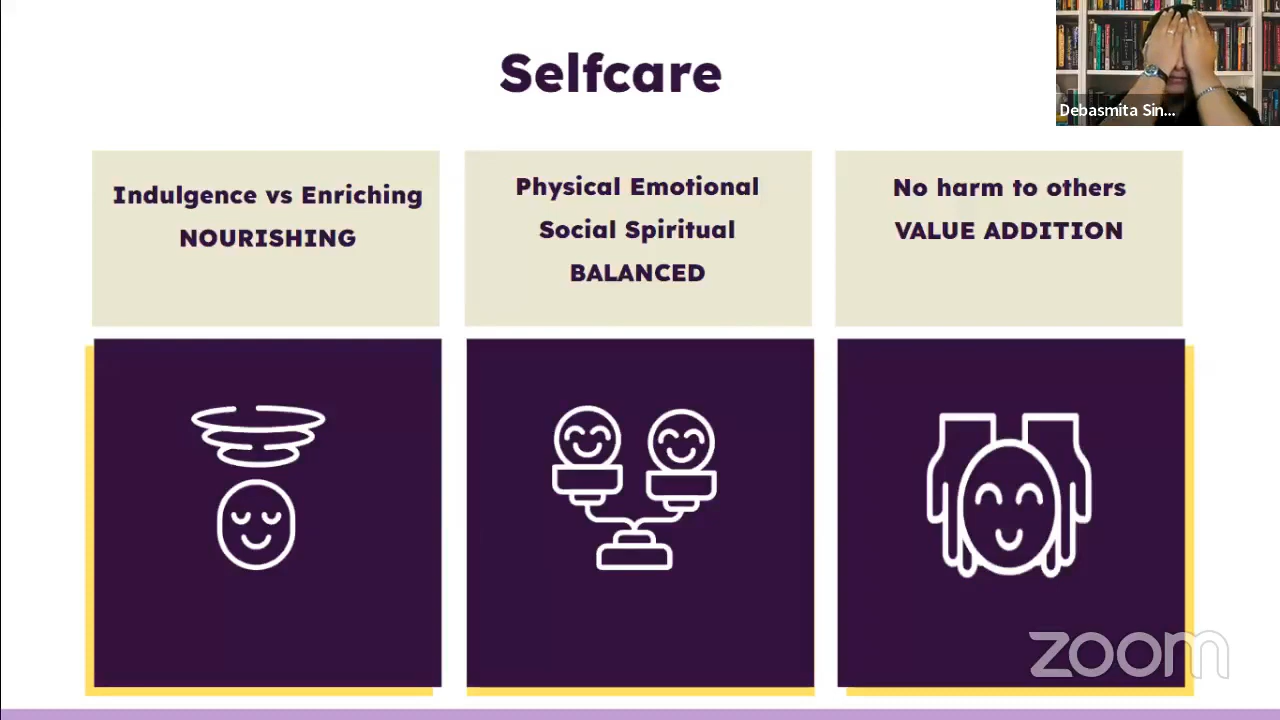 Selfcare
Debasmita Sin...
Indulgence vs Enriching
NOURISHING
Physical Emotional
Social Spiritual
BALANCED
No harm to others
VALUE ADDITION
zoom